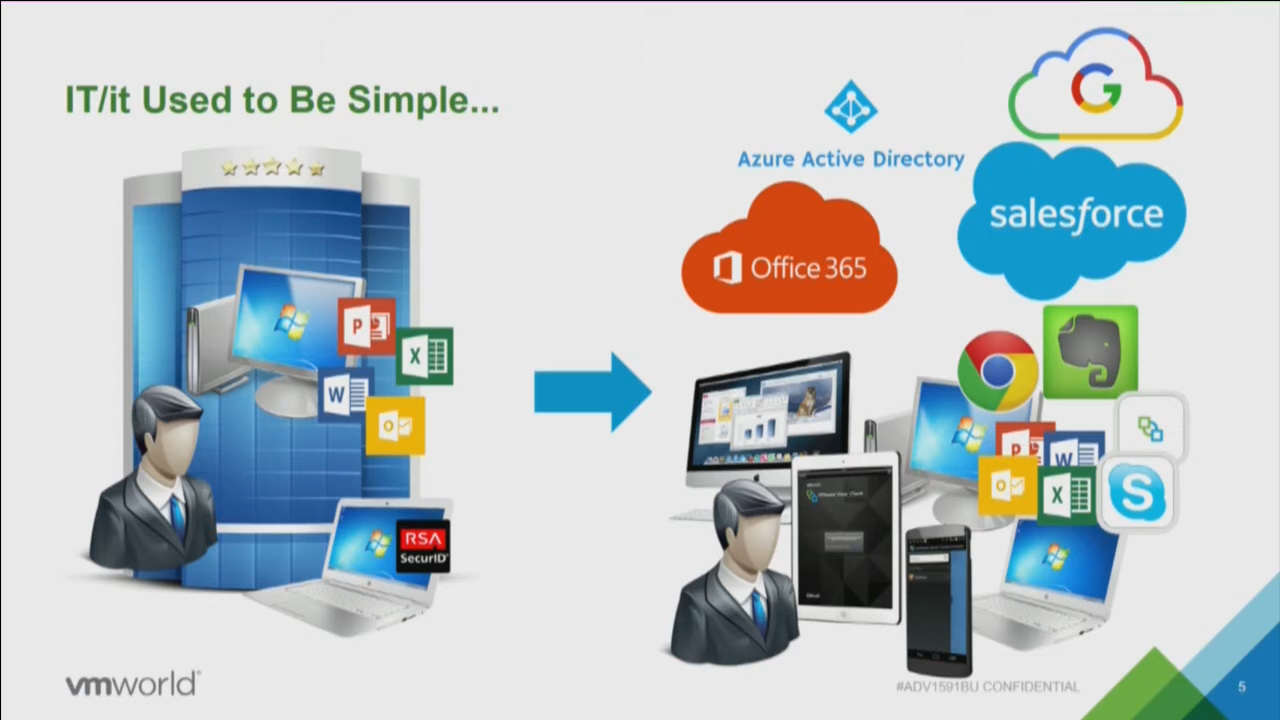 IT/it Used to Be Simple...
Azure Active Directory
salesforce
Office 365
P
X
W
O
RSA
SecurID
P
W
O
X
S
vmworld
#ADV1591BU CONFIDENTIAL
5